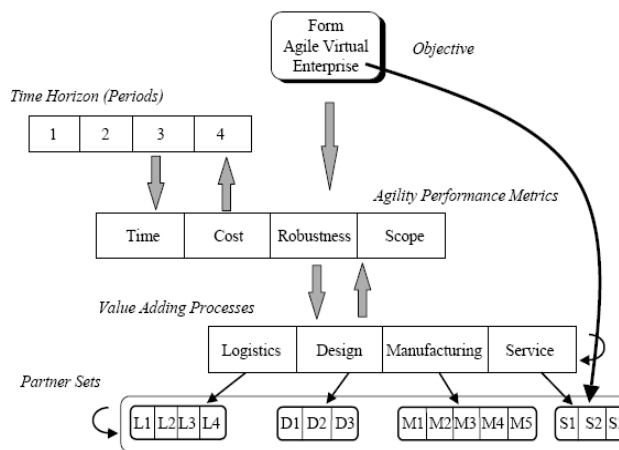 Form
Agile Virtual
Enterprise
Objective
Time Horizon (Periods)
1 2 3 4
Agility Performance Metrics
Time Cost Robustness Scope
Value Adding Processes
Logistics Design Manufacturing Service
Partner Sets
L1 L2 L3 L4 D1 D2 D3 M1 M2 M3 M4 M5 S1 S2